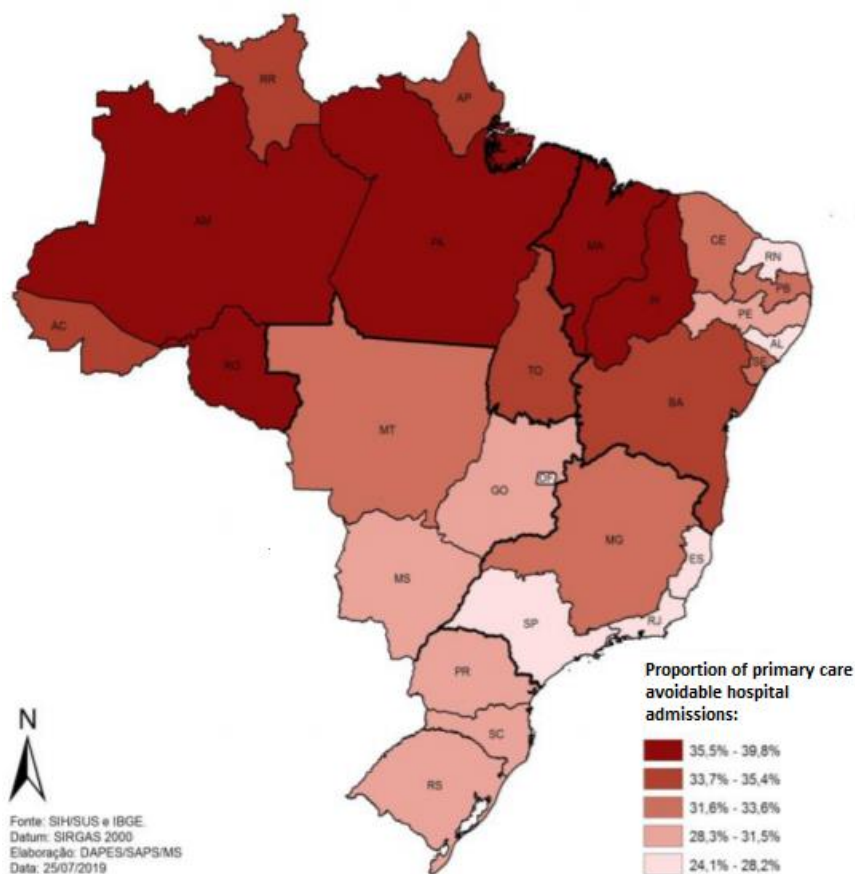 RR
AP
AM
PA
MA
CE
RN
PI
PB
PE
AC
AL
SE
RO
TO
BA
MT
DF
GO
MG
ES
MS
SP
RJ
PR
SC
RS
N
Fonte: SIH/SUS e IBGE.
Datum: SIRGAS 2000
Elaboração: DAPES/SAPS/MS
Data: 25/07/2019
Proportion of primary care
avoidable hospital
admissions:
35,5% - 39,8%
33,7% - 35,4%
31,6% - 33,6%
28,3% - 31,5%
24,1% - 28,2%